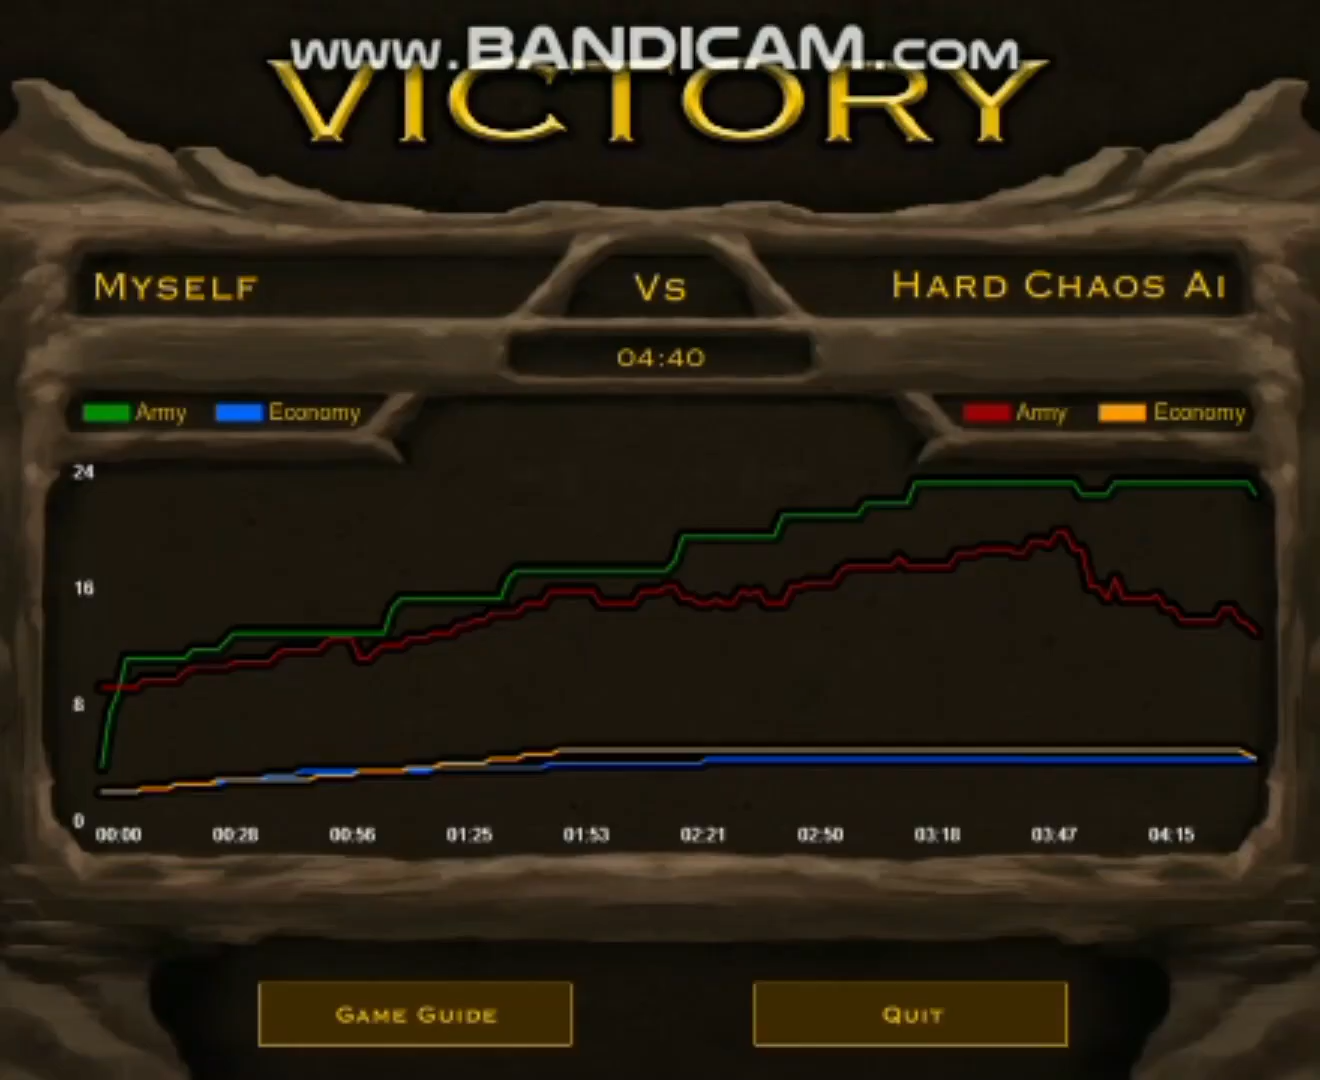 www.BANDICAM.com
VICTORY
MYSELF
VS
HARD CHAOS AI
04:40
Army
Economy
Army
Economy
24
16
8
0
00:00 00:28 00:56 01:25 01:53 02:21 02:50 03:18 03:47 04:15
GAME GUIDE
QUIT